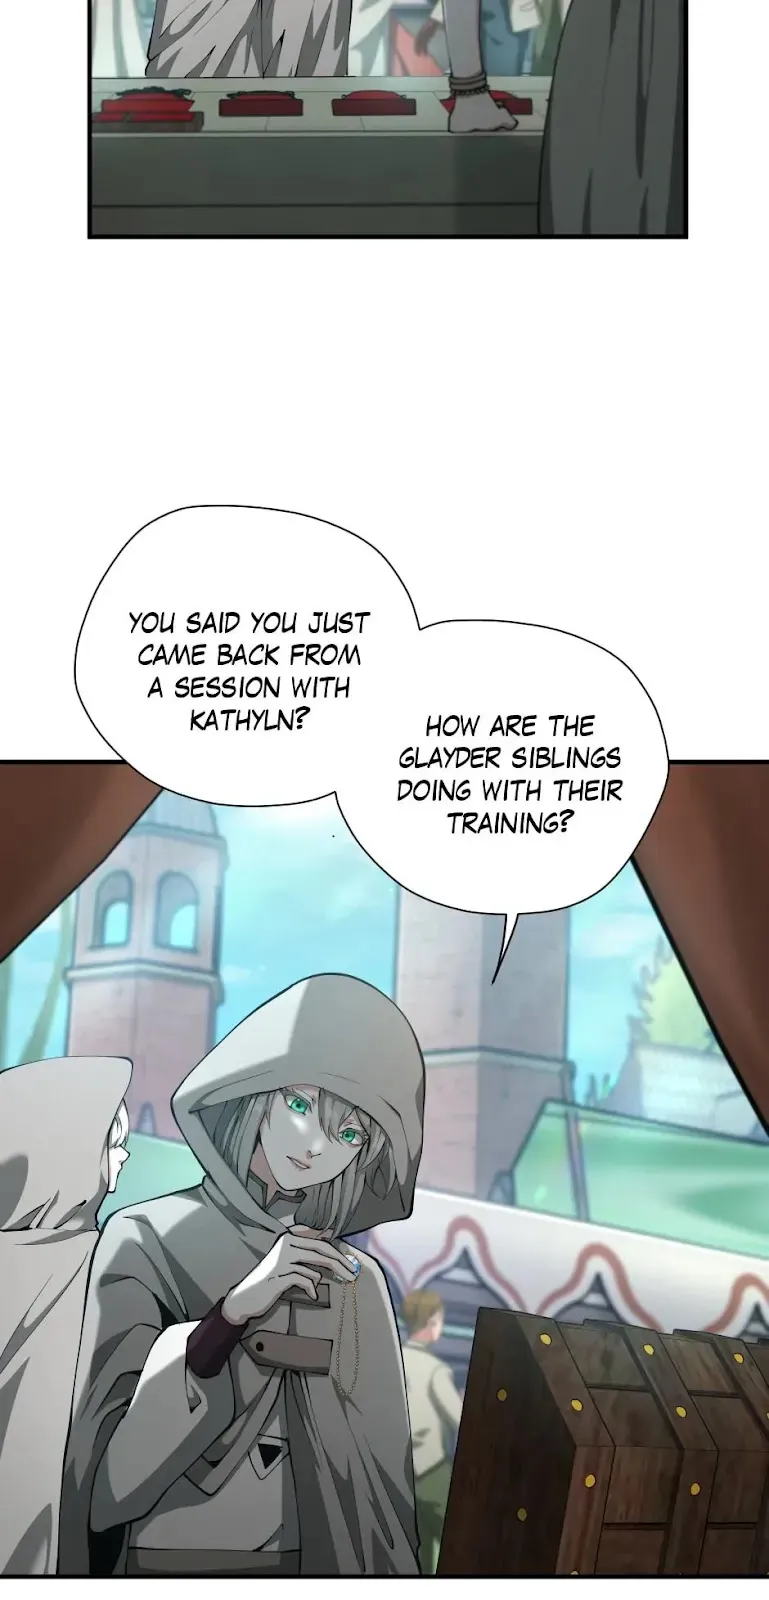 YOU SAID YOU JUST
CAME BACK FROM
A SESSION WITH
KATHYLN?
HOW ARE THE
GLAYDER SIBLINGS
DOING WITH THEIR
TRAINING?